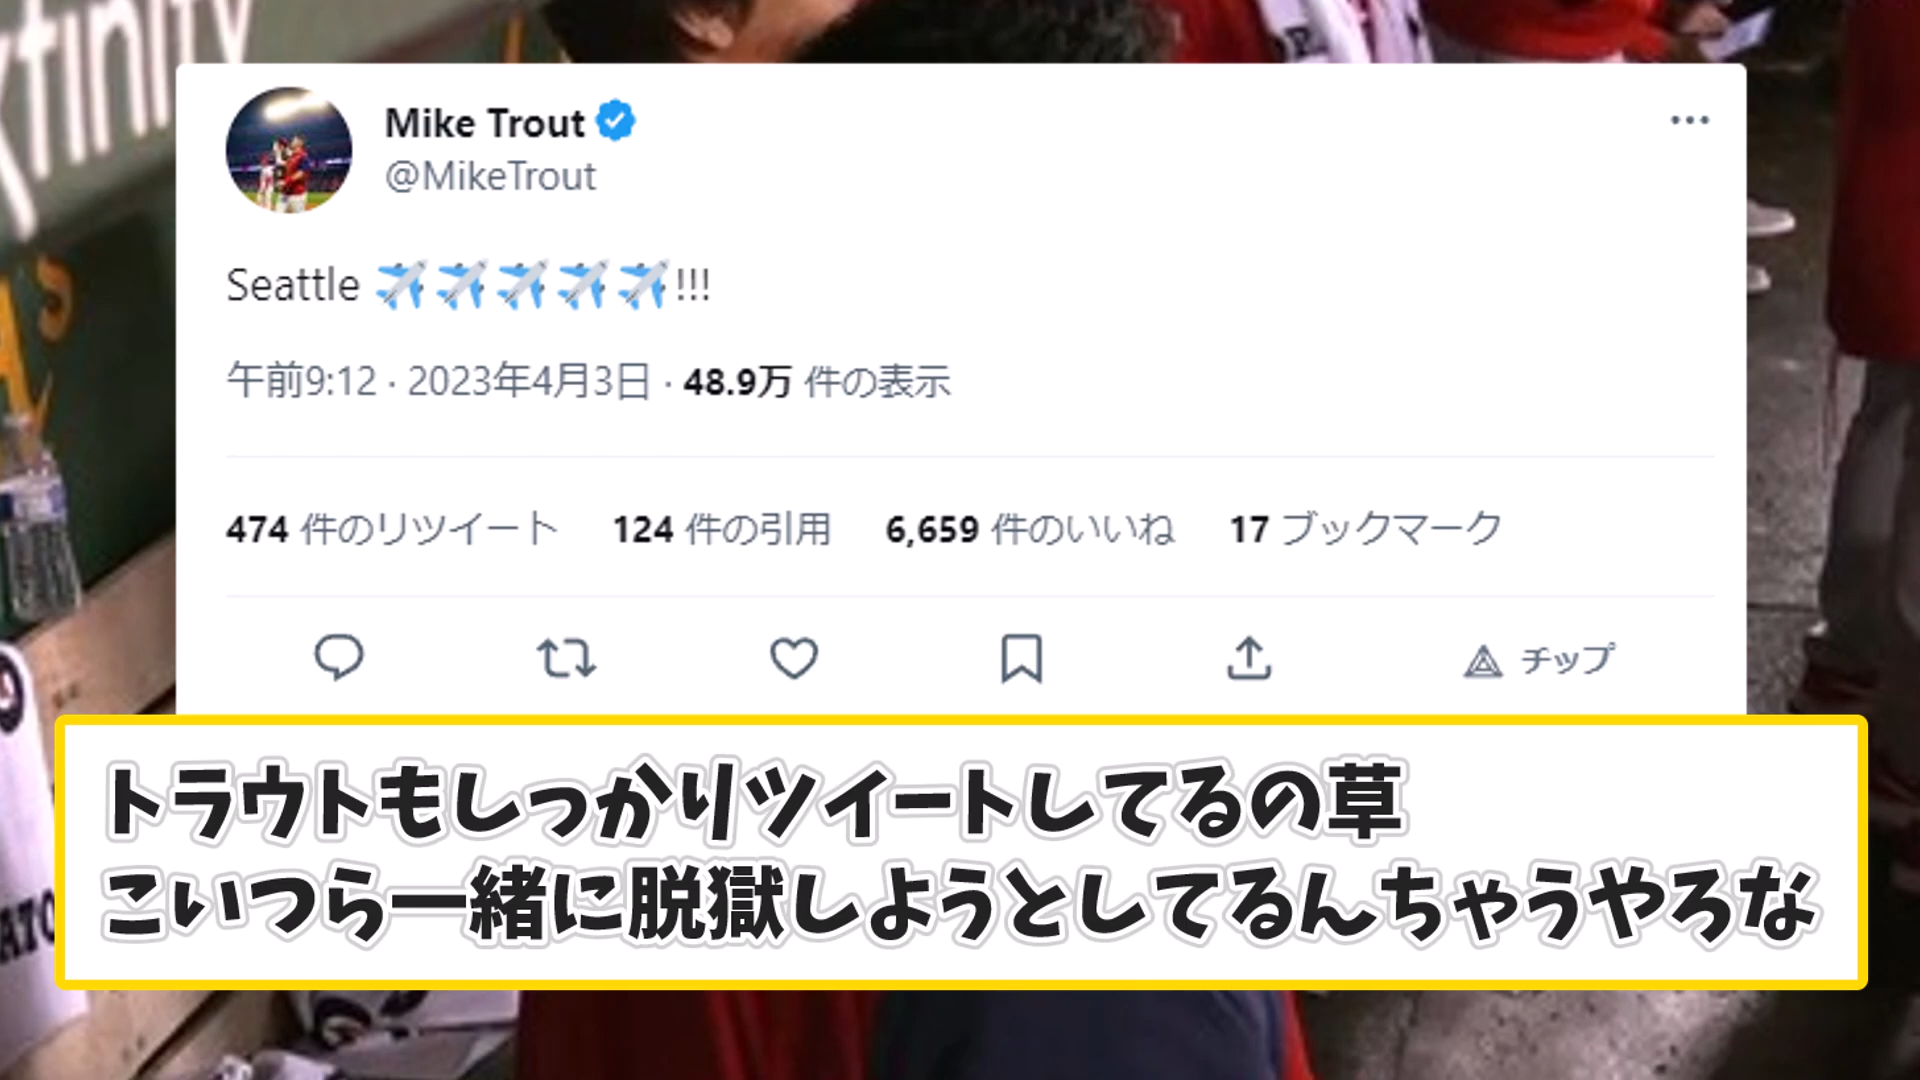 xfinity
Mike Trout
@MikeTrout
Seattle ✈️✈️✈️✈️✈️!!!
午前9:12 · 2023年4月3日 · 48.9万 件の表示
474 件のリツイート 124 件の引用 6,659 件のいいね 17 ブックマーク
チップ
トラウトもしっかりツイートしてるの草
こいつら一緒に脱獄しようとしてるんちゃうやろな